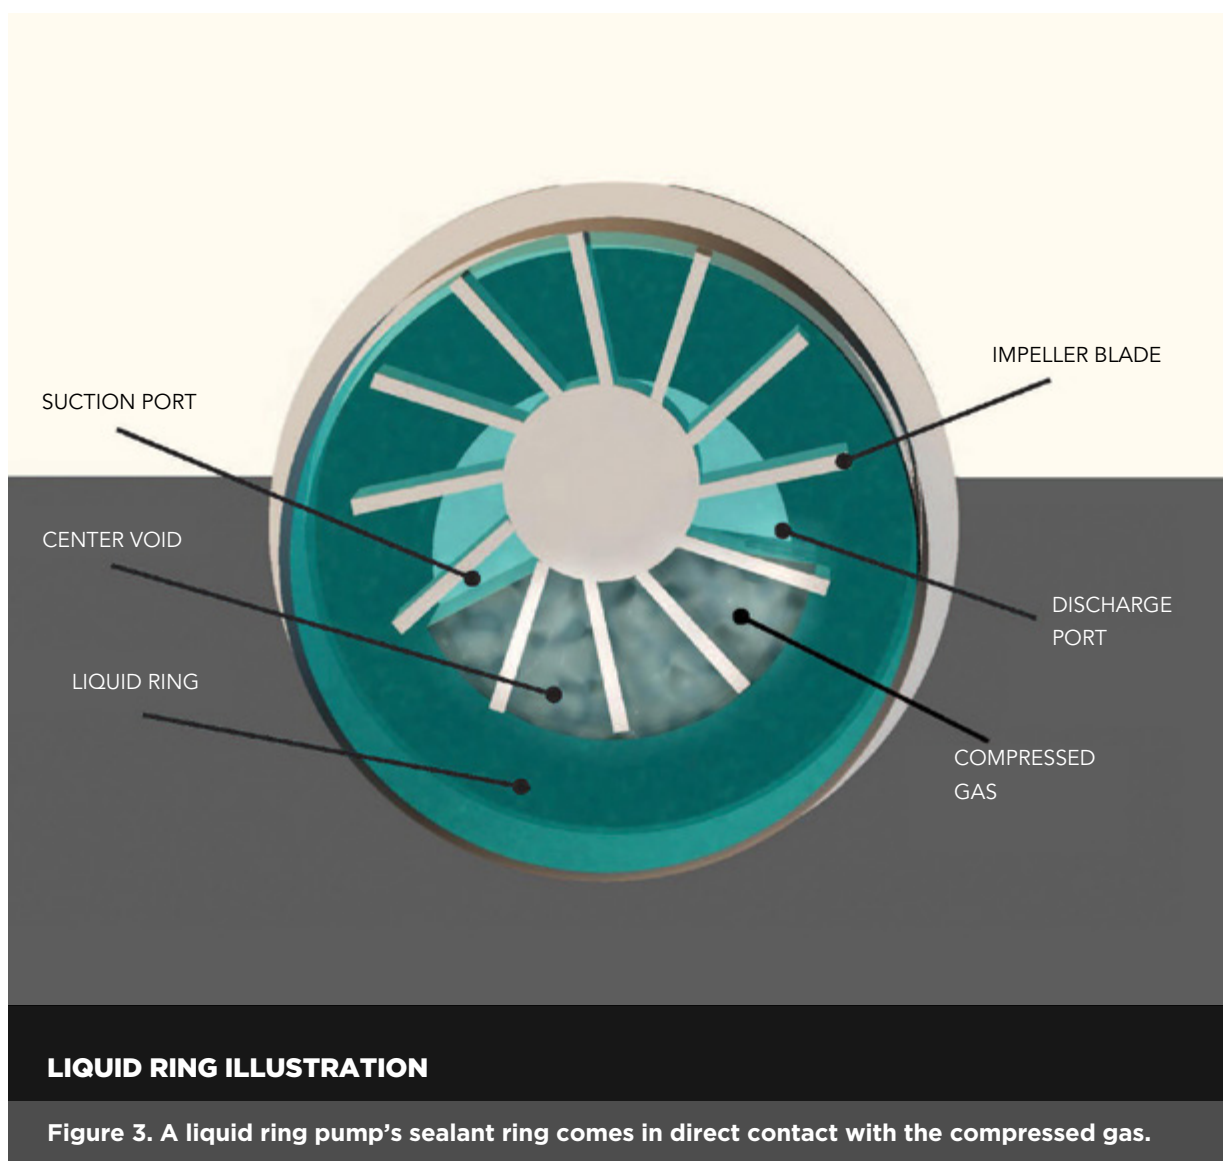 IMPELLER BLADE
SUCTION PORT
CENTER VOID
DISCHARGE
PORT
LIQUID RING
COMPRESSED
GAS
LIQUID RING ILLUSTRATION
Figure 3. A liquid ring pump’s sealant ring comes in direct contact with the compressed gas.